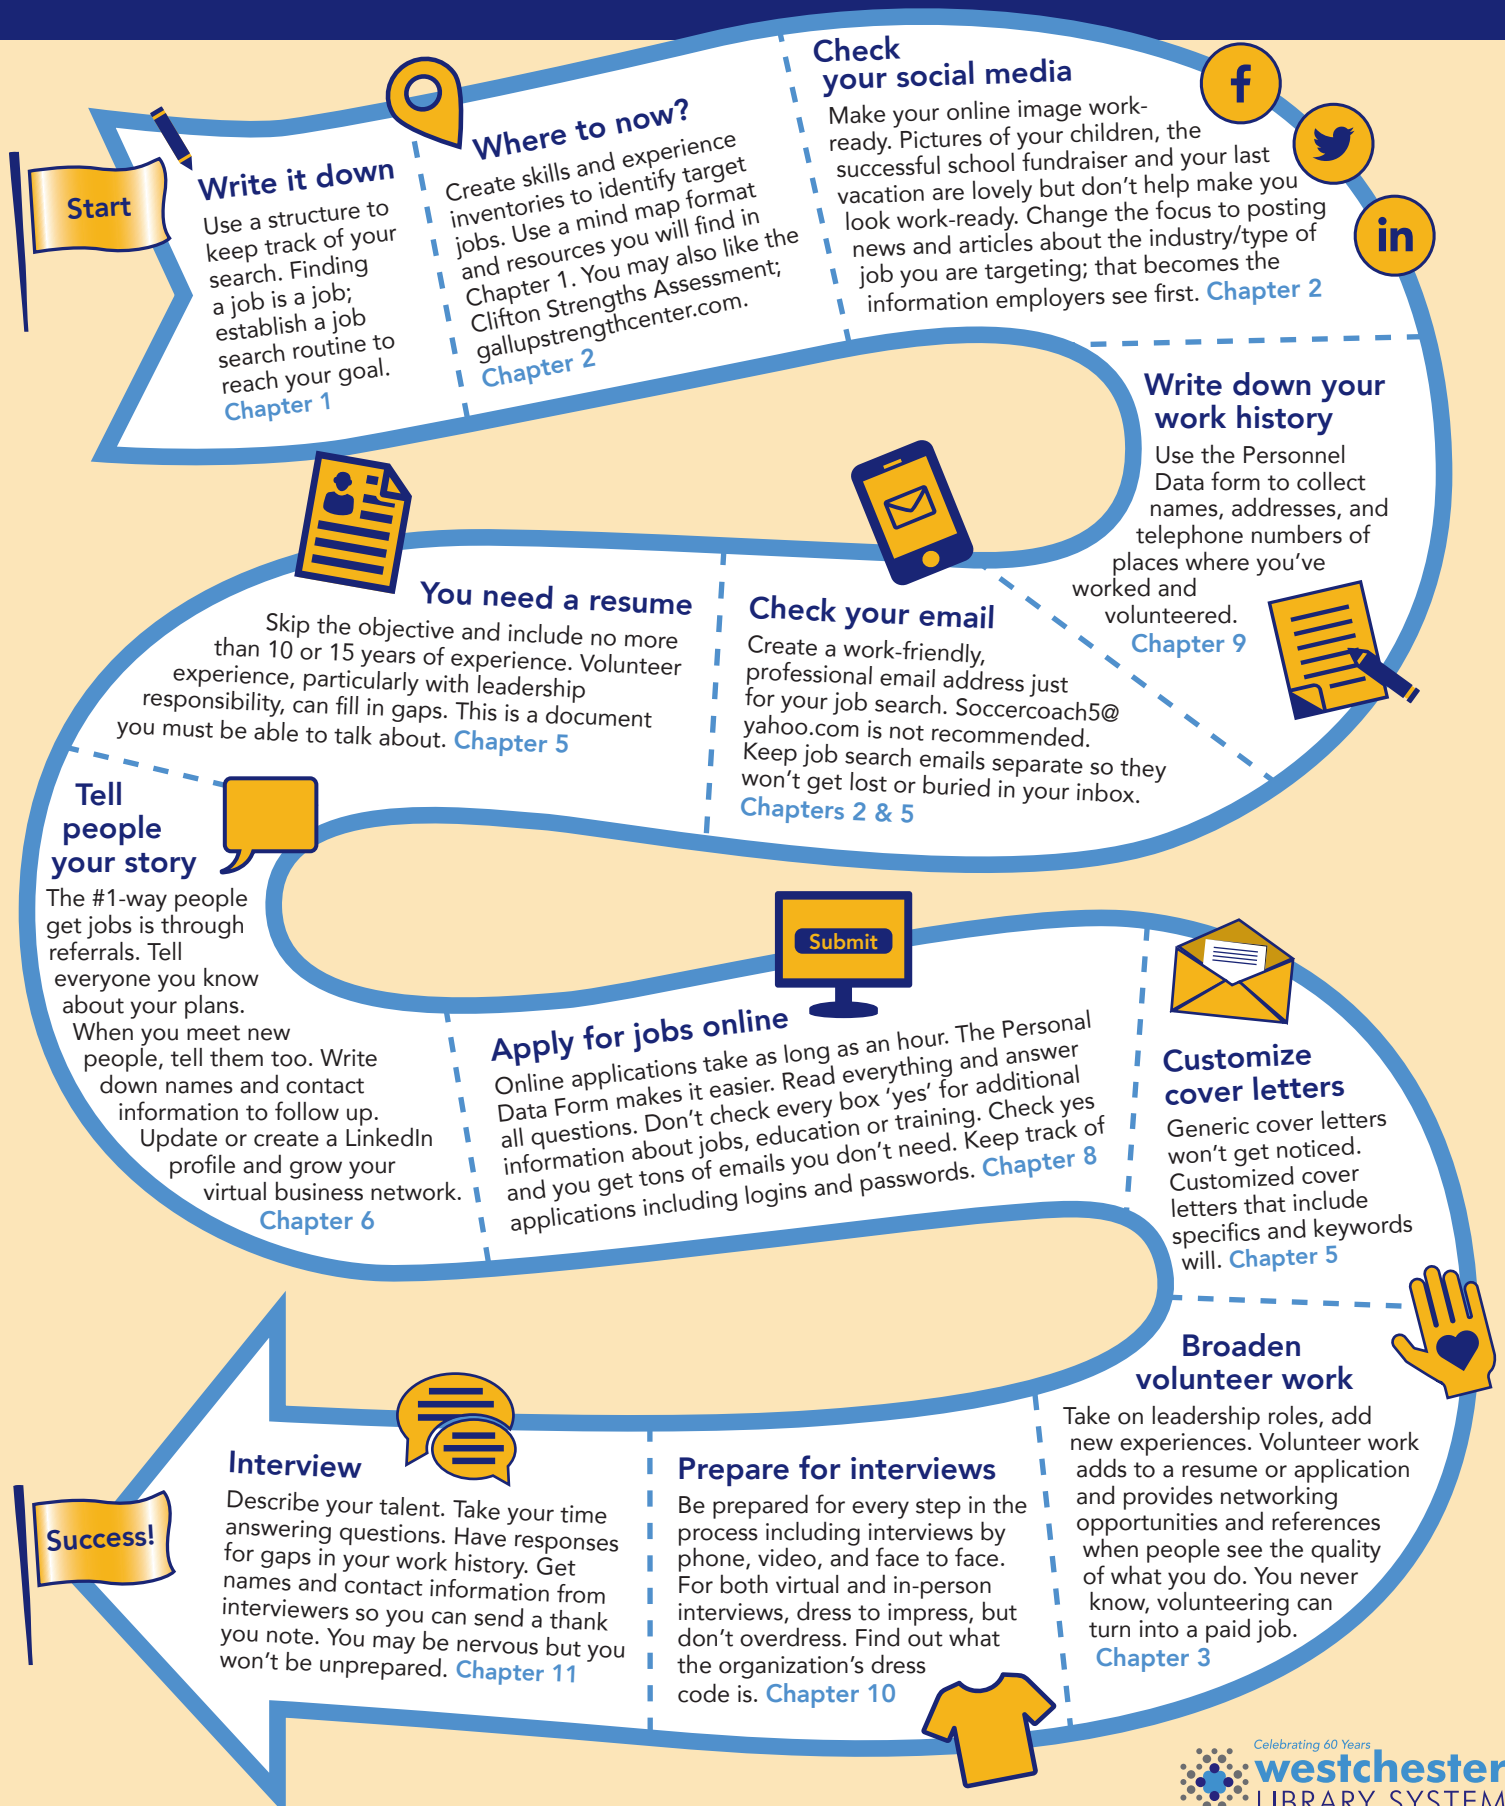 Start
Write it down
Use a structure to
keep track of your
search. Finding
a job is a job;
establish a job
search routine to
reach your goal.
Chapter 1
Where to now?
Create skills and experience
inventories to identify target
jobs. Use a mind map format
and resources you will find in
Chapter 1. You may also like the
Clifton Strengths Assessment;
gallupstrengthcenter.com.
Chapter 2
Check
your social media
Make your online image work-
ready. Pictures of your children, the
successful school fundraiser and your last
vacation are lovely but don't help make you
look work-ready. Change the focus to posting
news and articles about the industry/type of
job you are targeting; that becomes the
information employers see first. Chapter 2
f
in
Write down your
work history
Use the Personnel
Data form to collect
names, addresses, and
telephone numbers of
places where you've
worked and
volunteered.
Chapter 9
Check your email
Create a work-friendly,
professional email address just
for your job search. Soccercoach5@
yahoo.com is not recommended.
Keep job search emails separate so they
won't get lost or buried in your inbox.
Chapters 2 & 5
You need a resume
Skip the objective and include no more
than 10 or 15 years of experience. Volunteer
experience, particularly with leadership
responsibility, can fill in gaps. This is a document
you must be able to talk about. Chapter 5
Tell
people
your story
The #1-way people
get jobs is through
referrals. Tell
everyone you know
about your plans.
When you meet new
people, tell them too. Write
down names and contact
information to follow up.
Update or create a LinkedIn
profile and grow your
virtual business network.
Chapter 6
Submit
Apply for jobs online
Online applications take as long as an hour. The Personal
Data Form makes it easier. Read everything and answer
all questions. Don't check every box 'yes' for additional
information about jobs, education or training. Check yes
and you get tons of emails you don't need. Keep track of
applications including logins and passwords. Chapter 8
Customize
cover letters
Generic cover letters
won't get noticed.
Customized cover
letters that include
specifics and keywords
will. Chapter 5
Broaden
volunteer work
Take on leadership roles, add
new experiences. Volunteer work
adds to a resume or application
and provides networking
opportunities and references
when people see the quality
of what you do. You never
know, volunteering can
turn into a paid job.
Chapter 3
Prepare for interviews
Be prepared for every step in the
process including interviews by
phone, video, and face to face.
For both virtual and in-person
interviews, dress to impress, but
don't overdress. Find out what
the organization's dress
code is. Chapter 10
Interview
Describe your talent. Take your time
answering questions. Have responses
for gaps in your work history. Get
names and contact information from
interviewers so you can send a thank
you note. You may be nervous but you
won't be unprepared. Chapter 11
Success!
Celebrating 60 Years
westchester
LIBRARY SYSTEM